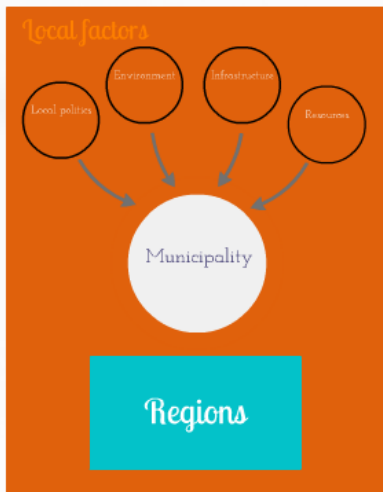 Local factors
Environment
Infrastructure
Local politics
Resources
Municipality
Regions